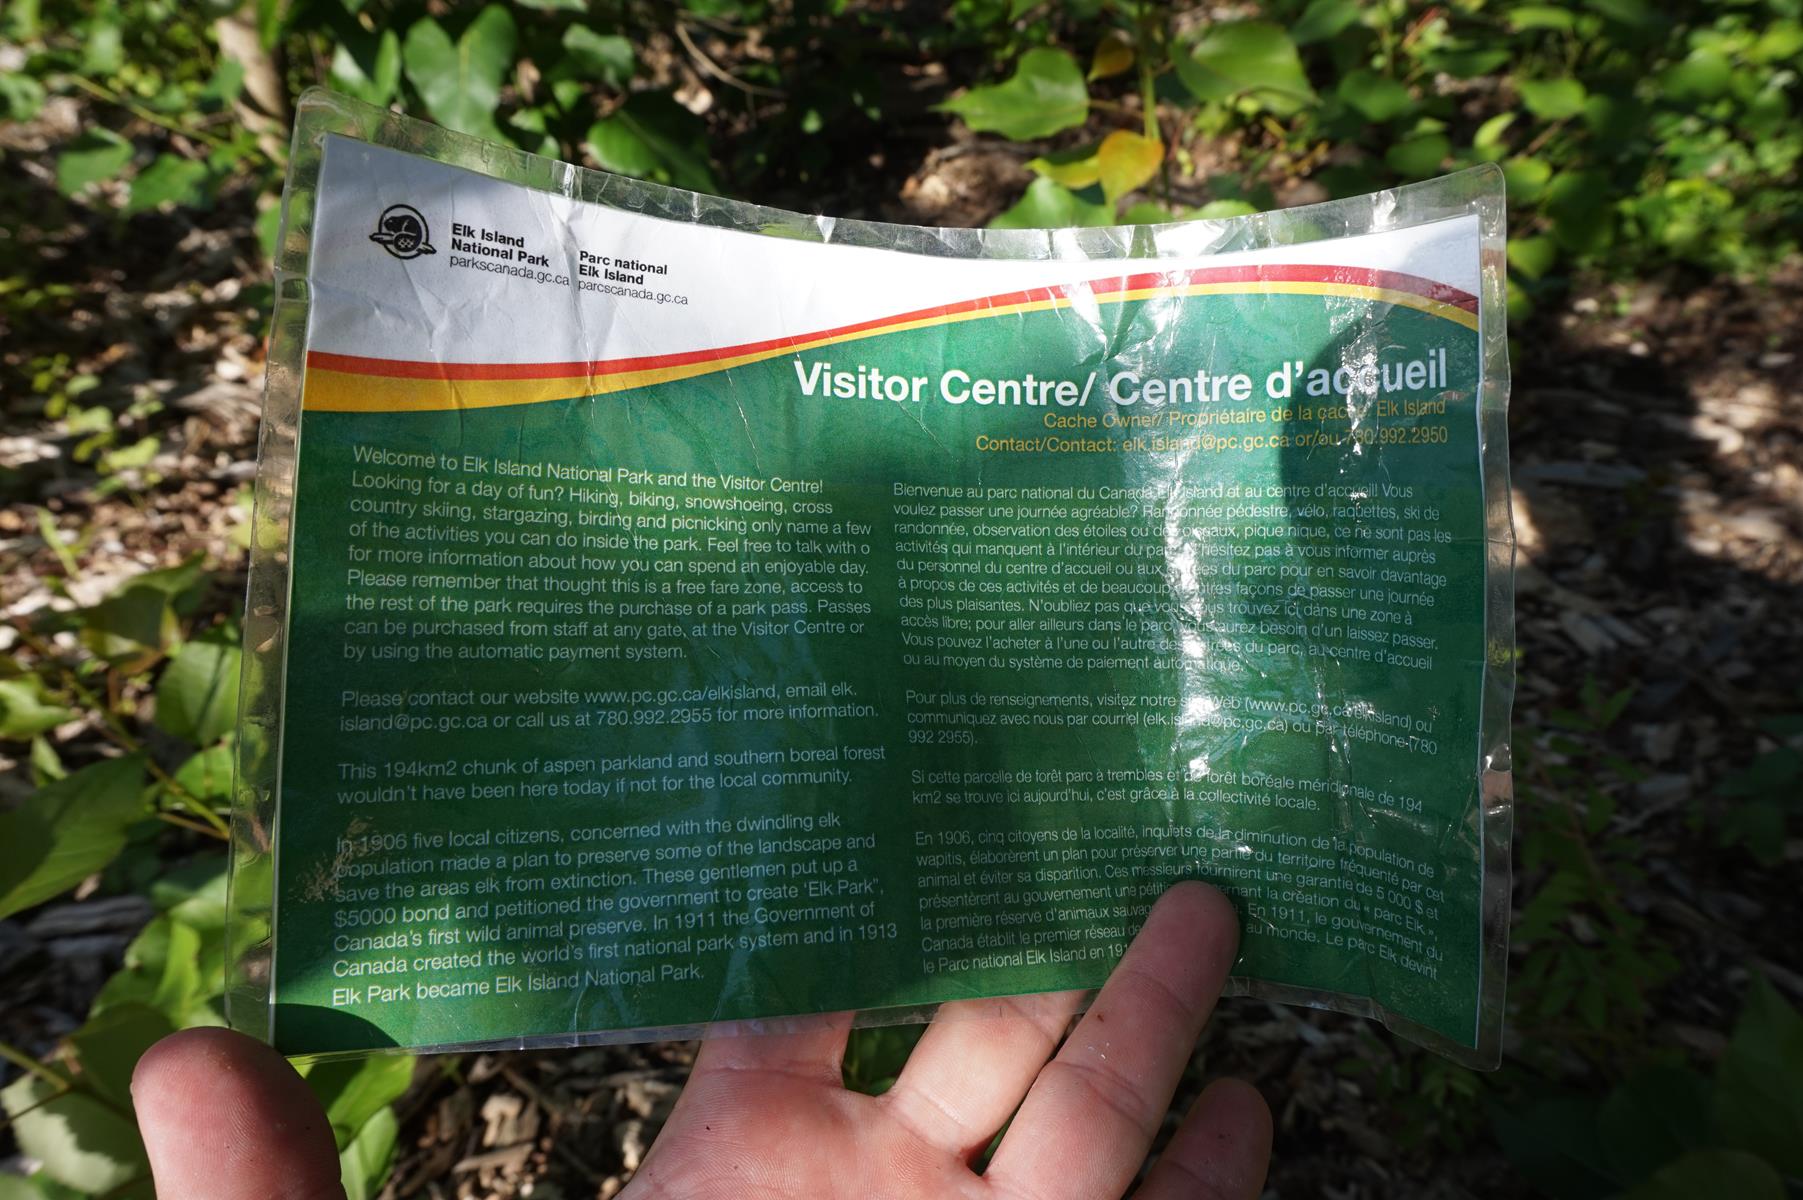 Elk Island
National Park
parkscanada.gc.ca
Parc national
Elk Island
parcscanada.gc.ca
Visitor Centre/ Centre d'accueil
Cache Owner/ Propriétaire de la cache: Elk Island
Contact/Contact: elk.island@pc.gc.ca or/ou 780.992.2950
Welcome to Elk Island National Park and the Visitor Centre!
Looking for a day of fun? Hiking, biking, snowshoeing, cross
country skiing, stargazing, birding and picnicking only name a few
of the activities you can do inside the park. Feel free to talk with o
for more information about how you can spend an enjoyable day.
Please remember that thought this is a free fare zone, access to
the rest of the park requires the purchase of a park pass. Passes
can be purchased from staff at any gate, at the Visitor Centre or
by using the automatic payment system.
Please contact our website www.pc.gc.ca/elkisland, email elk.
island@pc.gc.ca or call us at 780.992.2955 for more information.
This 194km2 chunk of aspen parkland and southern boreal forest
wouldn't have been here today if not for the local community.
In 1906 five local citizens, concerned with the dwindling elk
population made a plan to preserve some of the landscape and
save the areas elk from extinction. These gentlemen put up a
$5000 bond and petitioned the government to create 'Elk Park",
Canada's first wild animal preserve. In 1911 the Government of
Canada created the world's first national park system and in 1913
Elk Park became Elk Island National Park.
Bienvenue au parc national du Canada Elk Island et au centre d'accueil! Vous
voulez passer une journée agréable? Randonnée pédestre, vélo, raquettes, ski de
randonnée, observation des étoiles ou des oiseaux, pique nique, ce ne sont pas les
activités qui manquent à l'intérieur du parc. N'hésitez pas à vous informer auprès
du personnel du centre d'accueil ou aux entrées du parc pour en savoir davantage
à propos de ces activités et de beaucoup d'autres façons de passer une journée
des plus plaisantes. N'oubliez pas que vous vous trouvez ici dans une zone à
accès libre; pour aller ailleurs dans le parc, vous aurez besoin d'un laissez passer.
Vous pouvez l'acheter à l'une ou l'autre des entrées du parc, au centre d'accueil
ou au moyen du système de paiement automatique.
Pour plus de renseignements, visitez notre Web (www.pc.gc.ca/elkisland) ou
communiquez avec nous par courriel (elk.island@pc.gc.ca) ou par téléphone (780
992 2955).
Si cette parcelle de forêt parc à trembles et de forêt boréale méridionale de 194
km2 se trouve ici aujourd'hui, c'est grâce à la collectivité locale.
En 1906, cinq citoyens de la localité, inquiets de la diminution de la population de
wapitis, élaborèrent un plan pour préserver une partie du territoire fréquenté par cet
animal et éviter sa disparition. Ces messieurs fournirent une garantie de 5 000 $ et
présentèrent au gouvernement une la création du « parc Elk »,
la première réserve d'animaux En 1911, le gouvernement du
Canada établit le premier réseau au monde. Le parc Elk devint
le Parc national Elk Island en